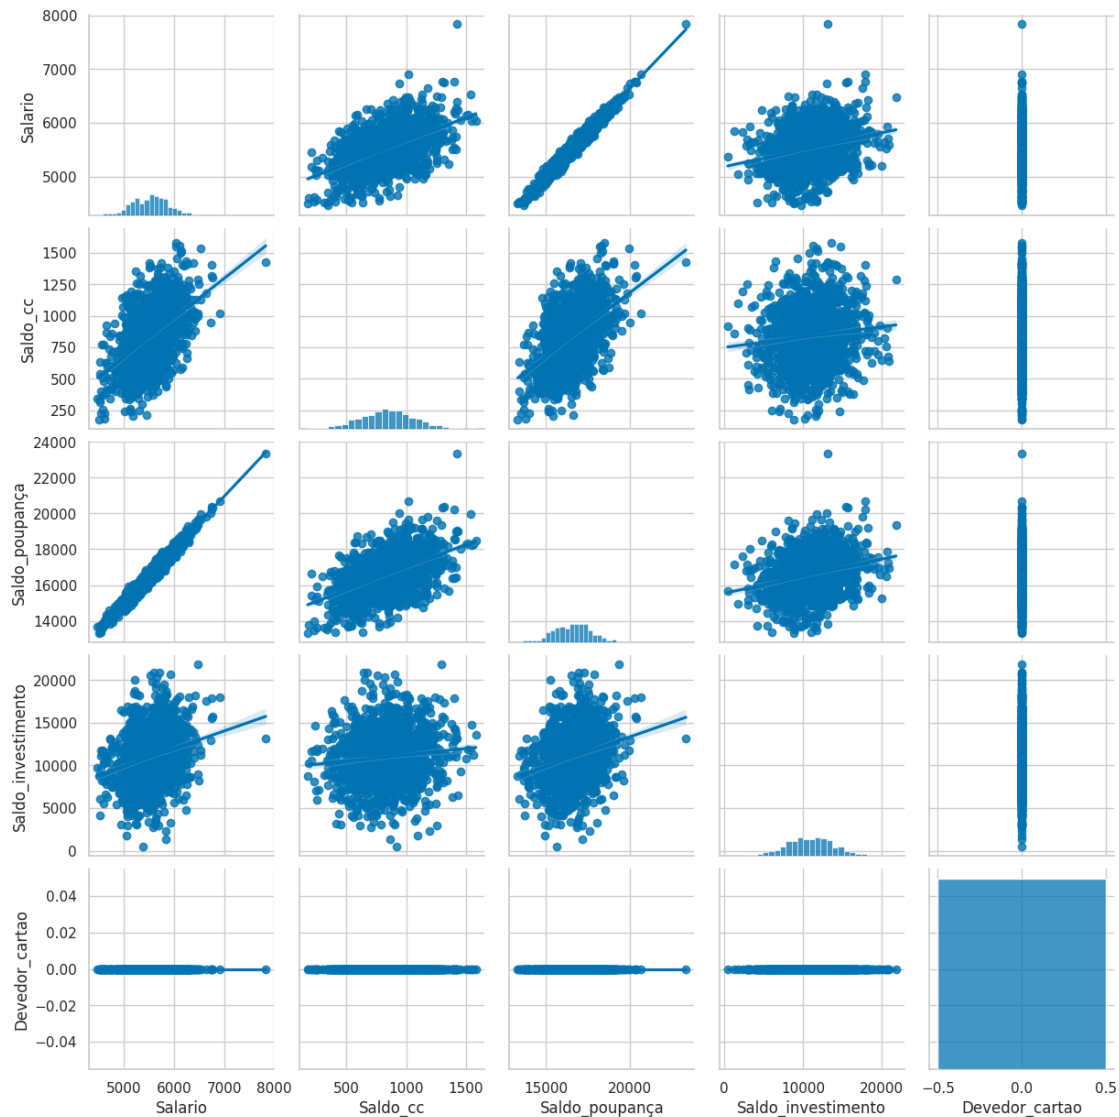 8000
7000
6000
5000
Salario
1500
1250
1000
750
500
250
Saldo_cc
24000
22000
20000
18000
16000
14000
Saldo_poupança
20000
15000
10000
5000
0
Saldo_investimento
0.04
0.02
0.00
−0.02
−0.04
Devedor_cartao
5000 6000 7000 8000
Salario
500 1000 1500
Saldo_cc
15000 20000
Saldo_poupança
0 10000 20000
Saldo_investimento
−0.5 0.0 0.5
Devedor_cartao